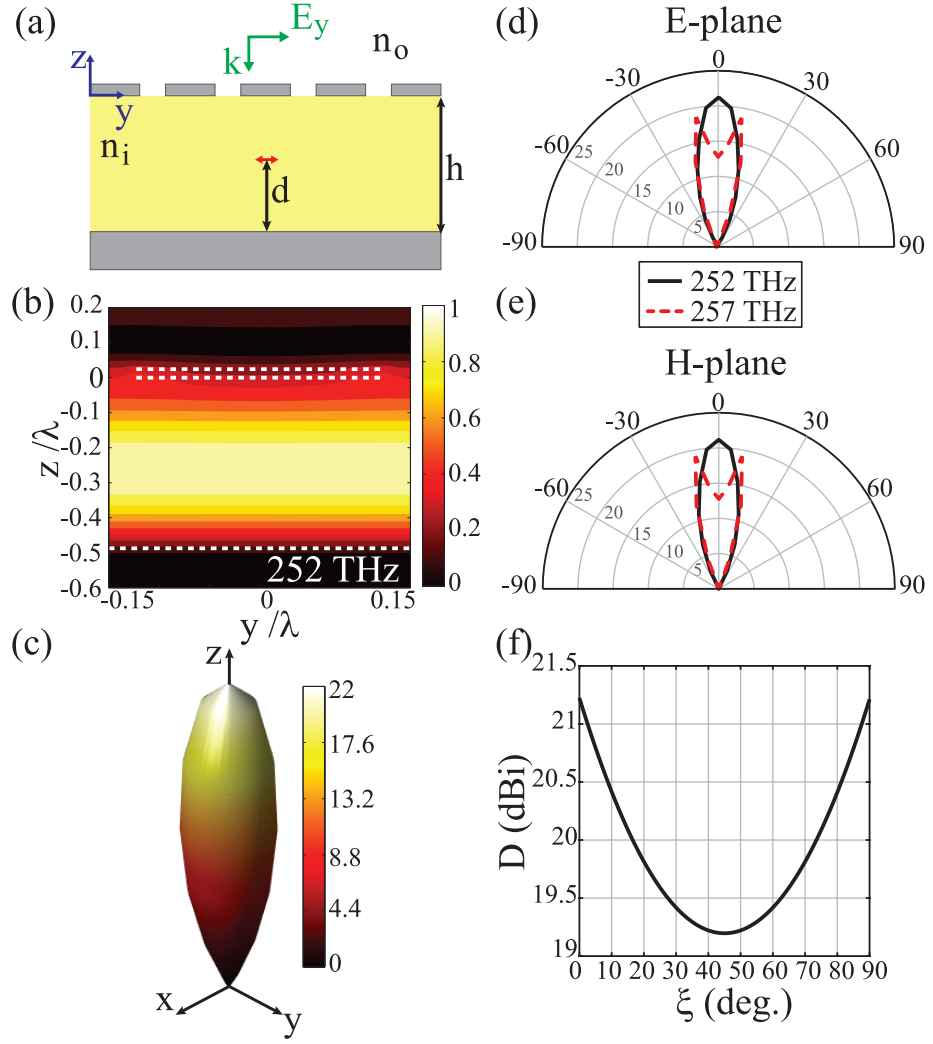 (a)
E_y
n_o
k
z
y
n_i
d
h
(b)
0.2
0.1
0
-0.1
-0.2
-0.3
-0.4
-0.5
-0.6
z/λ
-0.15
0
0.15
y/λ
252 THz
1
0.8
0.6
0.4
0.2
0
(c)
z
x
y
22
17.6
13.2
8.8
4.4
0
(d)
E-plane
0
-30
30
-60
60
-90
90
25
20
15
10
5
252 THz
257 THz
(e)
H-plane
0
-30
30
-60
60
-90
90
25
20
15
10
5
(f)
21.5
21
20.5
20
19.5
19
D (dBi)
0 10 20 30 40 50 60 70 80 90
ξ (deg.)